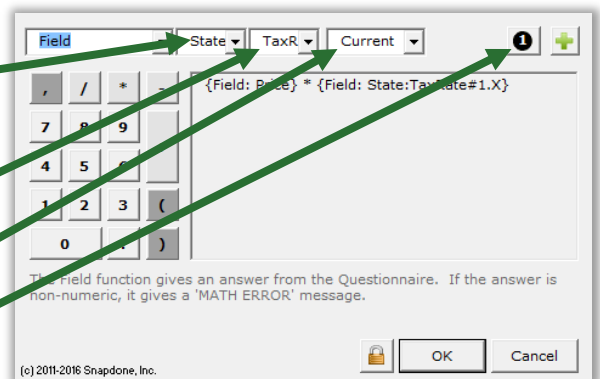 Field State TaxR Current 1
, / * -
{Field: Price} * {Field: State:TaxRate#1.X}
7 8 9
4 5 6
1 2 3 (
0 . )
The Field function gives an answer from the Questionnaire. If the answer is
non-numeric, it gives a 'MATH ERROR' message.
OK Cancel
(c) 2011-2016 Snapdone, Inc.